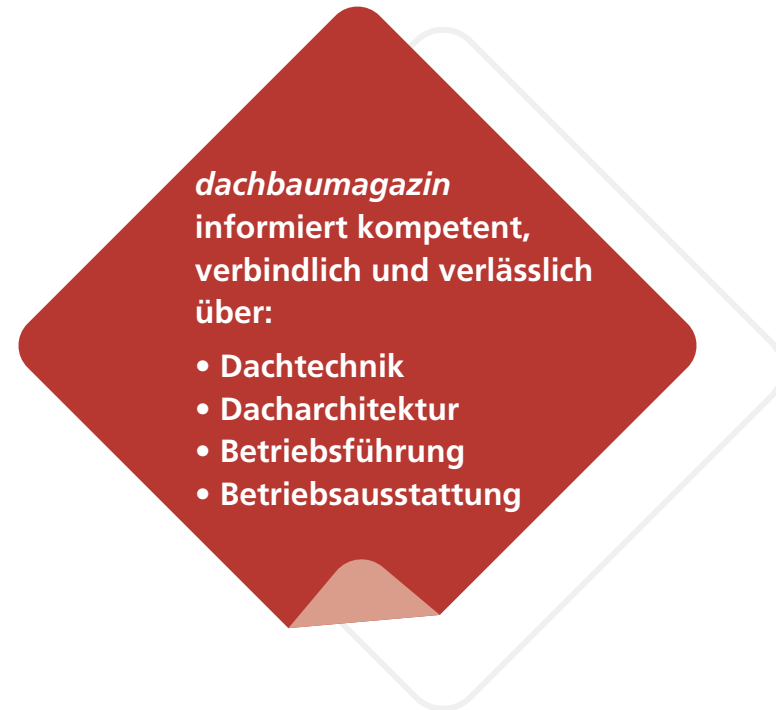 dachbaumagazin
informiert kompetent,
verbindlich und verlässlich
über:
• Dachtechnik
• Dacharchitektur
• Betriebsführung
• Betriebsausstattung